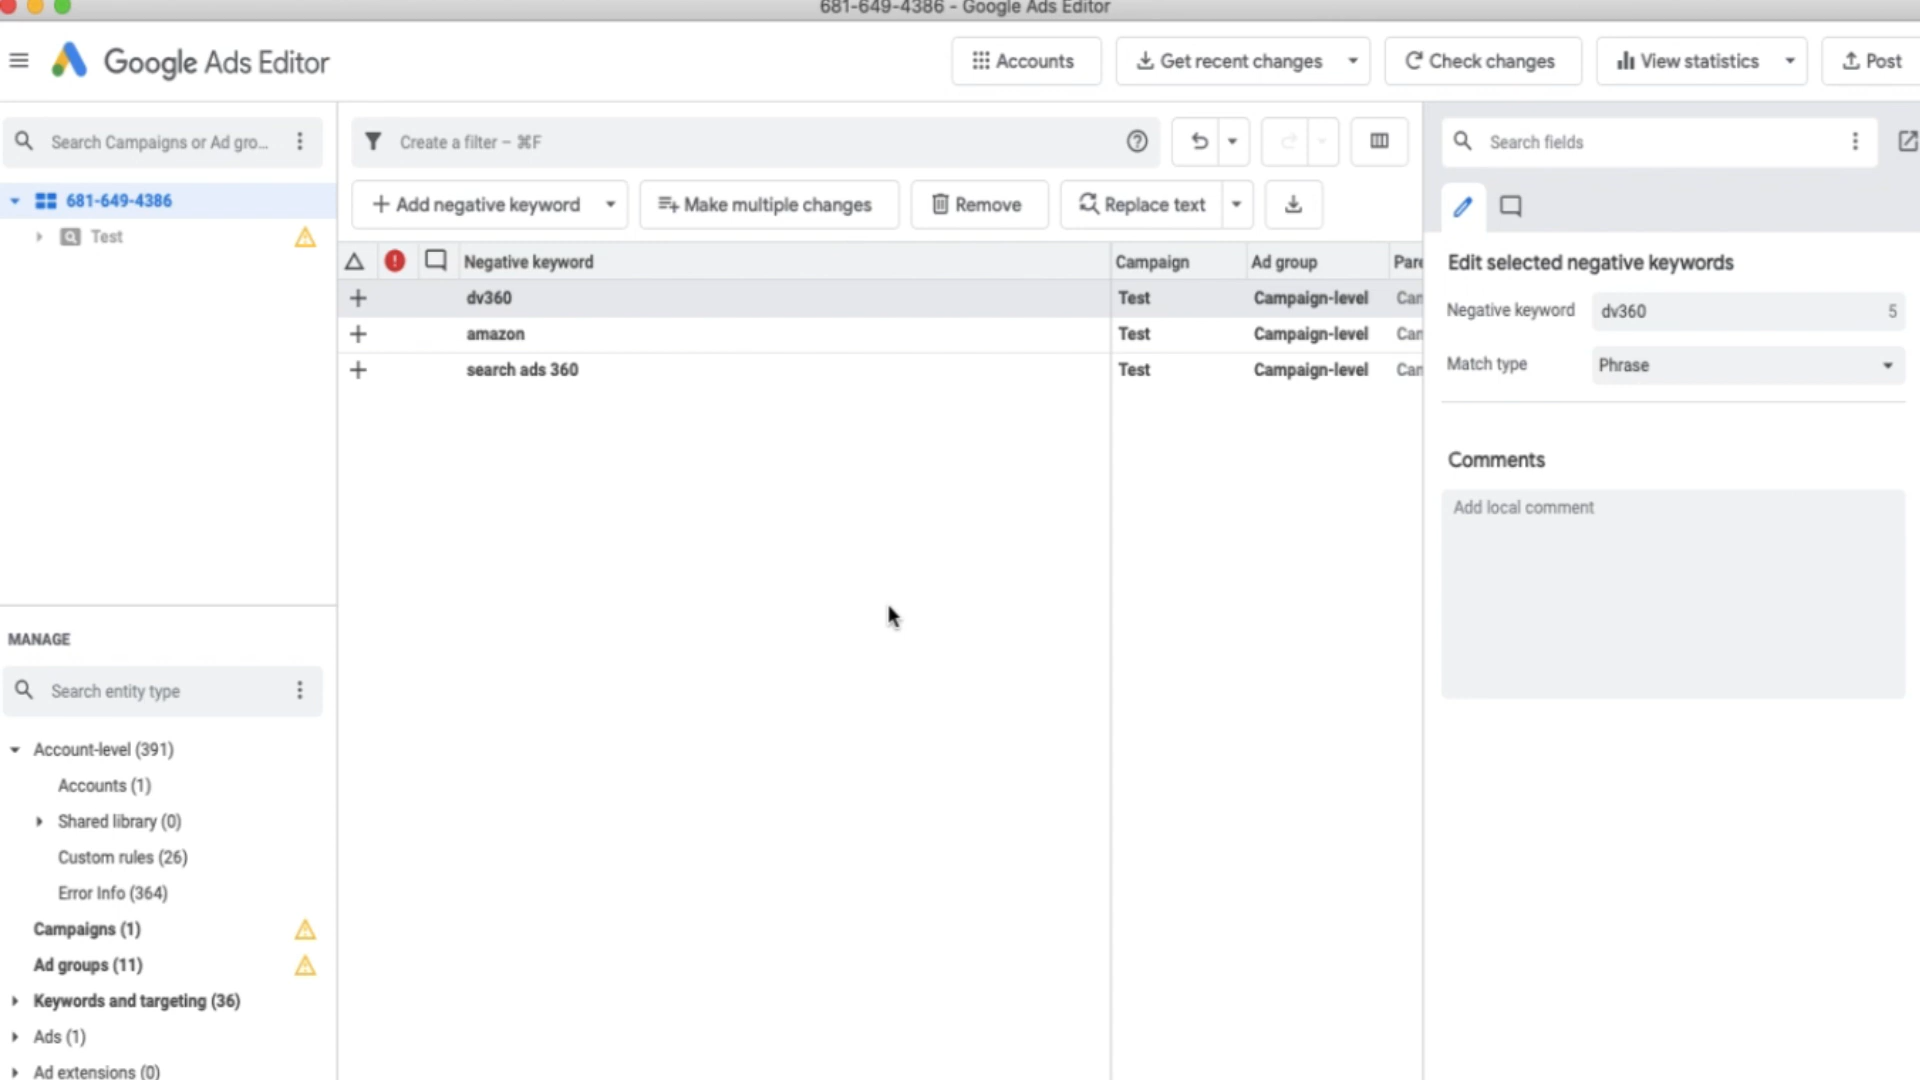 681-649-4386 - Google Ads Editor
Google Ads Editor
Accounts
Get recent changes
Check changes
View statistics
Post
Search Campaigns or Ad gro...
Create a filter – ⌘F
Search fields
681-649-4386
Test
Add negative keyword
Make multiple changes
Remove
Replace text
Negative keyword
Campaign
Ad group
Pare
dv360
Test
Campaign-level
Can
amazon
Test
Campaign-level
Can
search ads 360
Test
Campaign-level
Can
Edit selected negative keywords
Negative keyword
dv360
5
Match type
Phrase
Comments
Add local comment
MANAGE
Search entity type
Account-level (391)
Accounts (1)
Shared library (0)
Custom rules (26)
Error Info (364)
Campaigns (1)
Ad groups (11)
Keywords and targeting (36)
Ads (1)
Ad extensions (0)